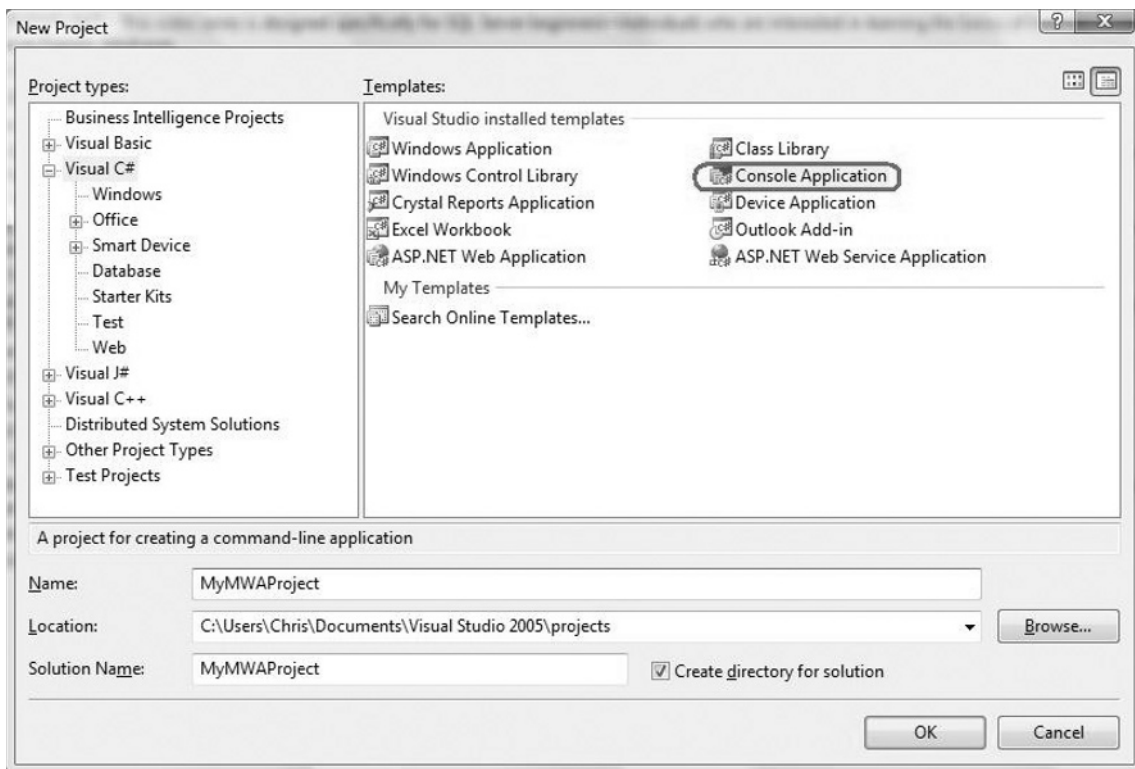 New Project
Project types:
Templates:
Business Intelligence Projects
Visual Basic
Visual C#
Windows
Office
Smart Device
Database
Starter Kits
Test
Web
Visual J#
Visual C++
Distributed System Solutions
Other Project Types
Test Projects
Visual Studio installed templates
Windows Application
Windows Control Library
Crystal Reports Application
Excel Workbook
ASP.NET Web Application
Class Library
Console Application
Device Application
Outlook Add-in
ASP.NET Web Service Application
My Templates
Search Online Templates...
A project for creating a command-line application
Name: MyMWAProject
Location: C:\Users\Chris\Documents\Visual Studio 2005\projects
Browse...
Solution Name: MyMWAProject
Create directory for solution
OK
Cancel